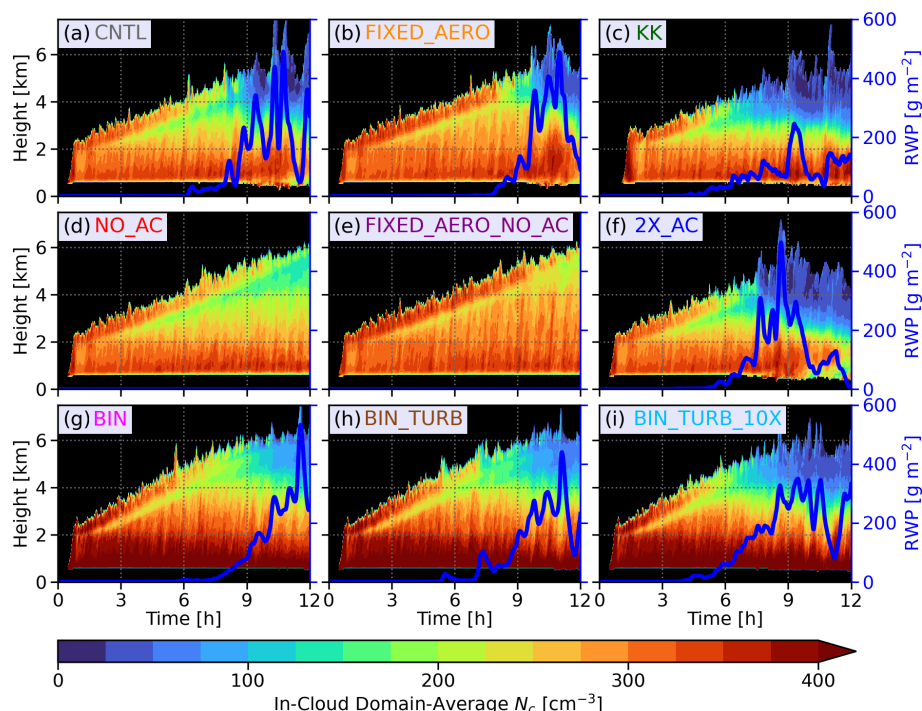 (a) CNTL
(b) FIXED_AERO
(c) KK
600
400
200
0
6
4
2
0
Height [km]
RWP [g m⁻²]
(d) NO_AC
(e) FIXED_AERO_NO_AC
(f) 2X_AC
600
400
200
0
6
4
2
0
Height [km]
RWP [g m⁻²]
(g) BIN
(h) BIN_TURB
(i) BIN_TURB_10X
600
400
200
0
6
4
2
0
Height [km]
RWP [g m⁻²]
0 3 6 9 12
0 3 6 9 12
0 3 6 9 12
Time [h]
Time [h]
Time [h]
0 100 200 300 400
In-Cloud Domain-Average N_c [cm⁻³]